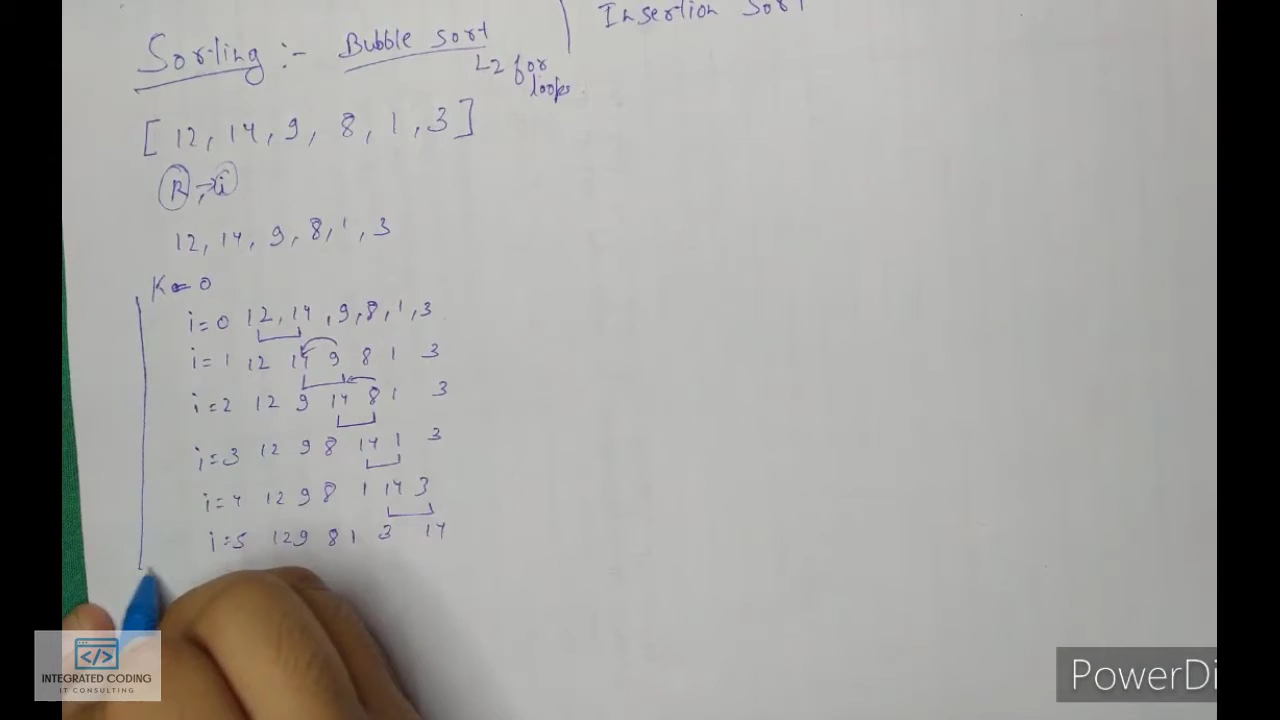 Sorting :- Bubble sort
Insertion Sort
L2 for
loops
[12, 14, 9, 8, 1, 3]
K, i
12, 14, 9, 8, 1, 3
K=0
i=0 12, 14, 9, 8, 1, 3
i=1 12 14 9 8 1 3
i=2 12 9 14 8 1 3
i=3 12 9 8 14 1 3
i=4 12 9 8 1 14 3
i=5 12 9 8 1 3 14
INTEGRATED CODING
IT CONSULTING
PowerDi